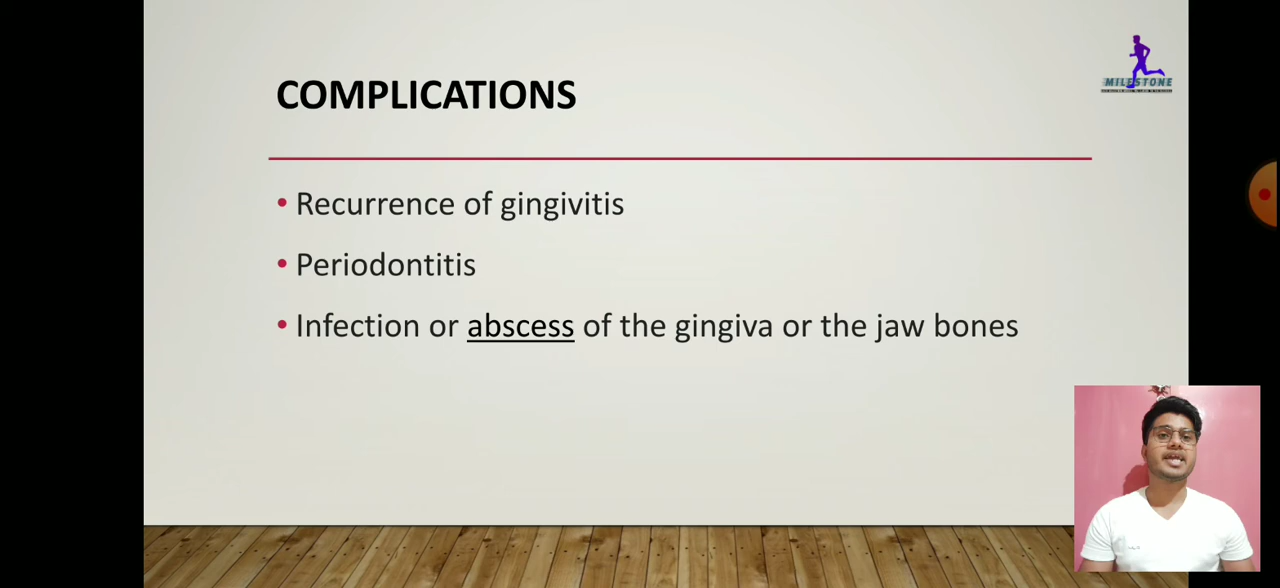 COMPLICATIONS
MILESTONE
• Recurrence of gingivitis
• Periodontitis
• Infection or abscess of the gingiva or the jaw bones